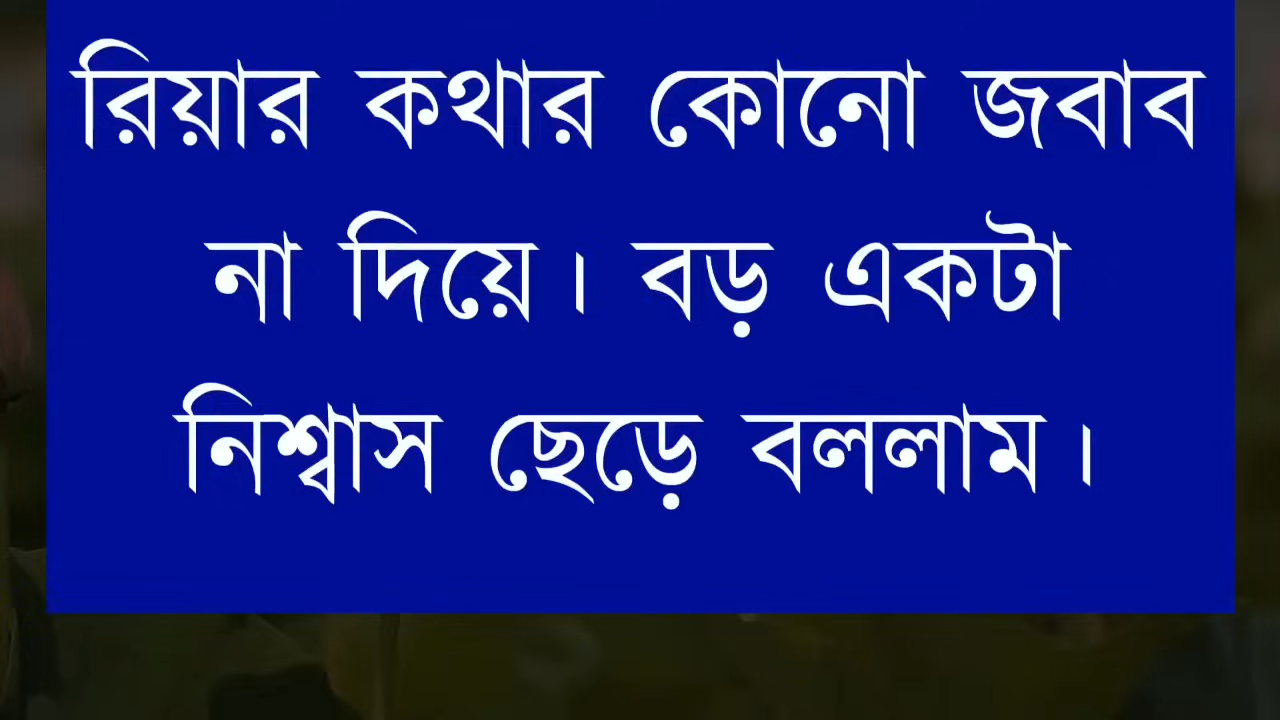 রিয়ার কথার কোনো জবাব
না দিয়ে। বড় একটা
নিশ্বাস ছেড়ে বললাম।